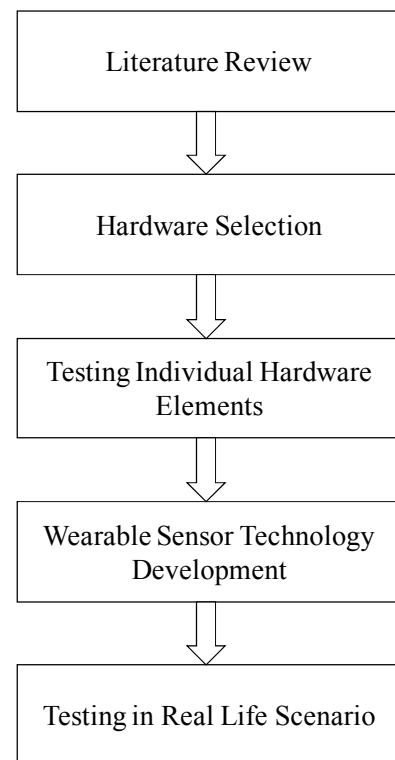 Literature Review
Hardware Selection
Testing Individual Hardware
Elements
Wearable Sensor Technology
Development
Testing in Real Life Scenario